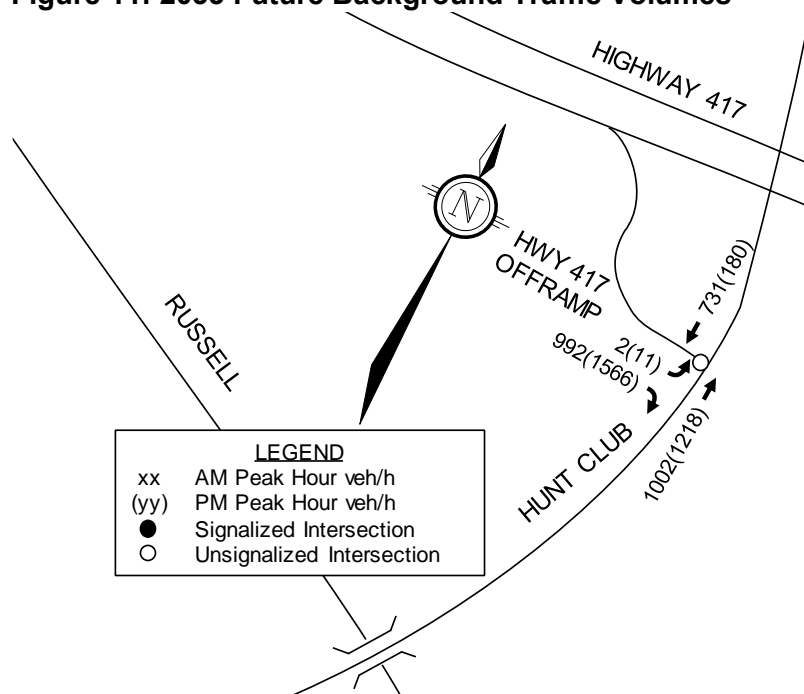 HIGHWAY 417
N
HWY 417
OFFRAMP
731(180)
2(11)
992(1566)
1002(1218)
RUSSELL
HUNT CLUB
LEGEND
xx AM Peak Hour veh/h
(yy) PM Peak Hour veh/h
Signalized Intersection
Unsignalized Intersection